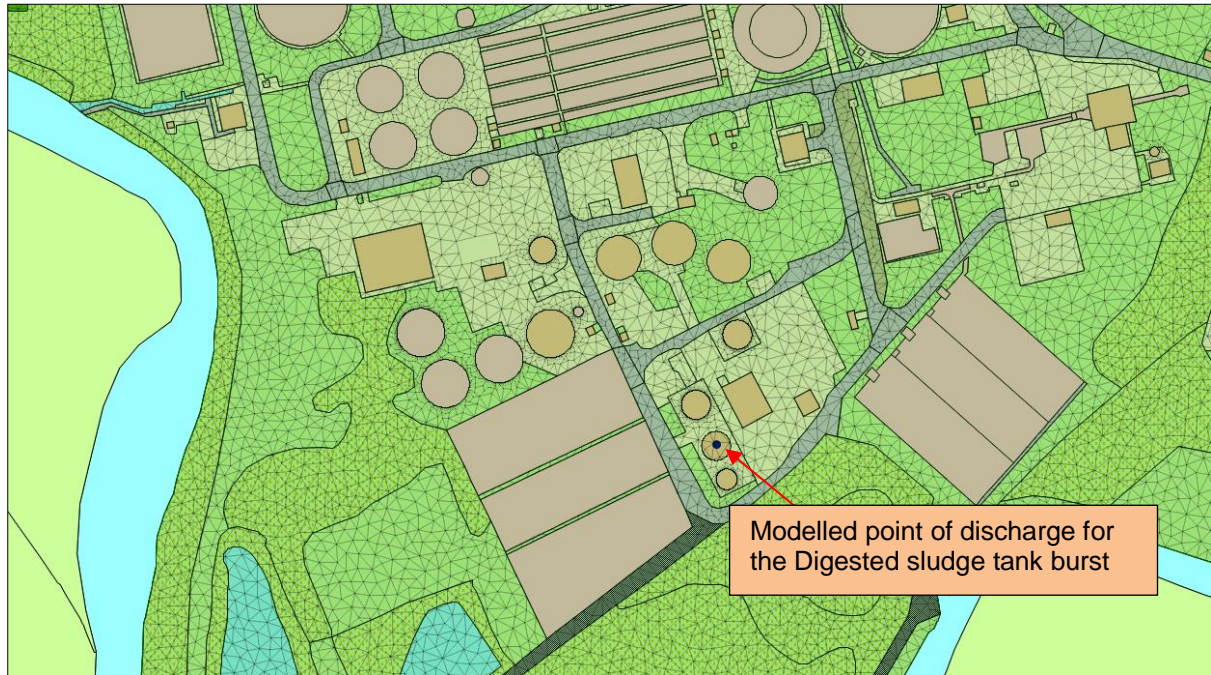 Modelled point of discharge for
the Digested sludge tank burst